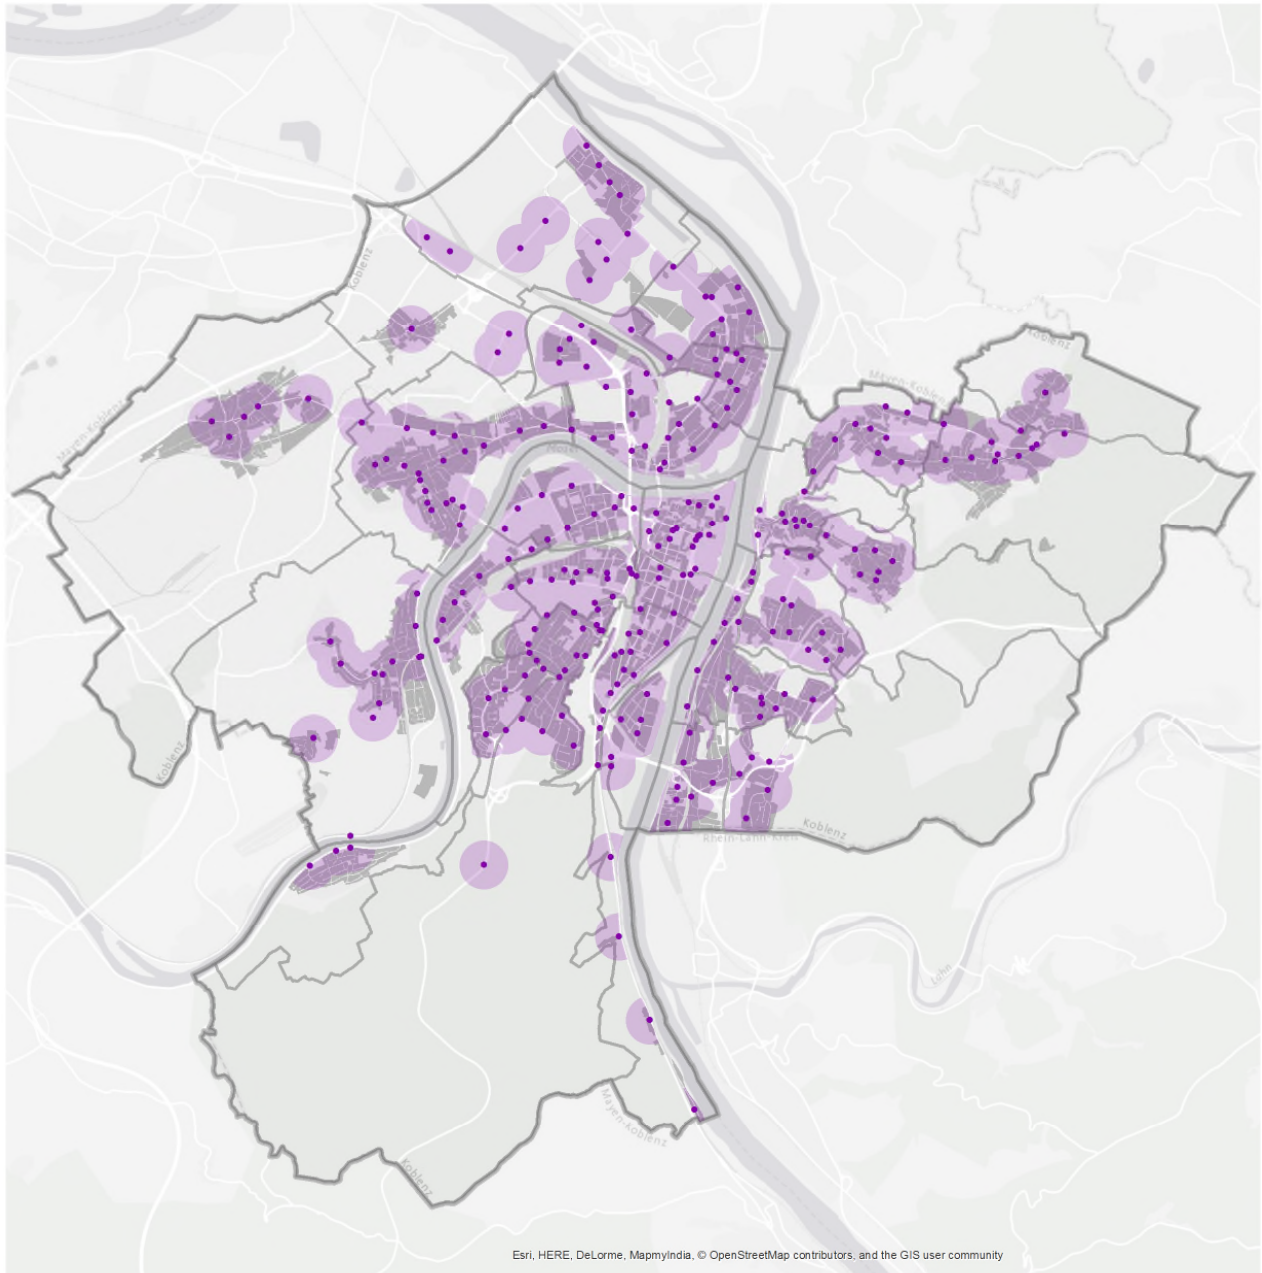 Koblenz
Koblenz
Mayen-Koblenz
Mayen-Koblenz
Mosel
Koblenz
Koblenz
Rhein-Lahn-Kreis
Lahn
Mayen-Koblenz
Koblenz
Esri, HERE, DeLorme, MapmyIndia, © OpenStreetMap contributors, and the GIS user community